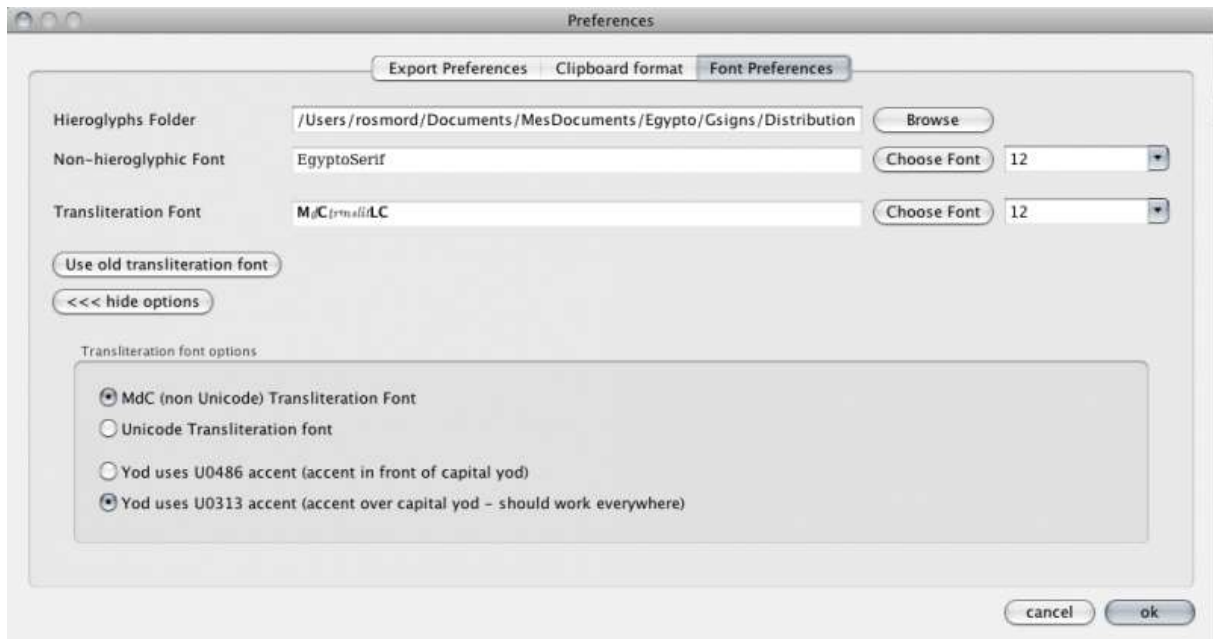 Preferences
Export Preferences Clipboard format Font Preferences
Hieroglyphs Folder /Users/rosmord/Documents/MesDocuments/Egypto/Gsigns/Distribution Browse
Non-hieroglyphic Font EgyptoSerif Choose Font 12
Transliteration Font MdCtranslitLC Choose Font 12
Use old transliteration font
<<< hide options
Transliteration font options
MdC (non Unicode) Transliteration Font
Unicode Transliteration font
Yod uses U0486 accent (accent in front of capital yod)
Yod uses U0313 accent (accent over capital yod - should work everywhere)
cancel ok